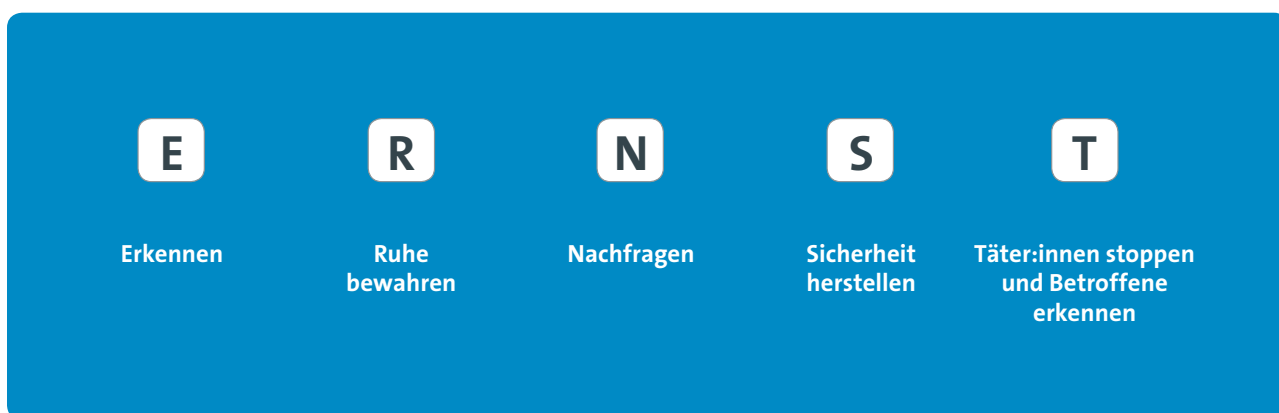 E R N S T
Erkennen
Ruhe
bewahren
Nachfragen
Sicherheit
herstellen
Täter:innen stoppen
und Betroffene
erkennen